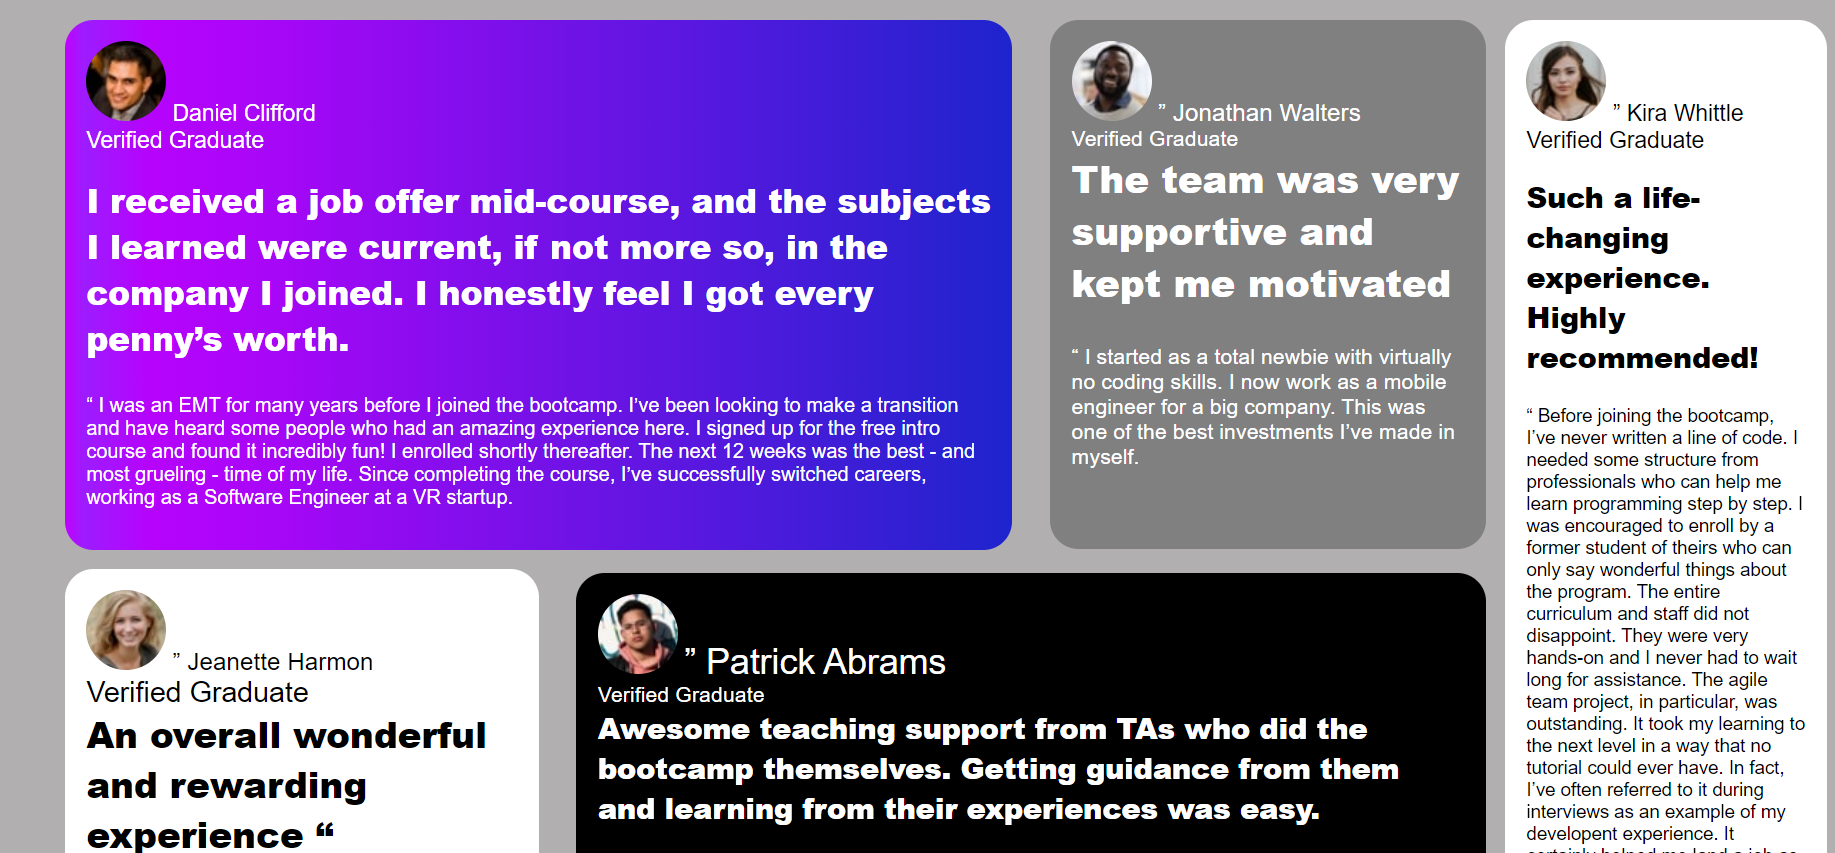 Daniel Clifford
Verified Graduate
I received a job offer mid-course, and the subjects
I learned were current, if not more so, in the
company I joined. I honestly feel I got every
penny’s worth.
“ I was an EMT for many years before I joined the bootcamp. I’ve been looking to make a transition
and have heard some people who had an amazing experience here. I signed up for the free intro
course and found it incredibly fun! I enrolled shortly thereafter. The next 12 weeks was the best - and
most grueling - time of my life. Since completing the course, I’ve successfully switched careers,
working as a Software Engineer at a VR startup.
” Jonathan Walters
Verified Graduate
The team was very
supportive and
kept me motivated
“ I started as a total newbie with virtually
no coding skills. I now work as a mobile
engineer for a big company. This was
one of the best investments I’ve made in
myself.
” Kira Whittle
Verified Graduate
Such a life-
changing
experience.
Highly
recommended!
“ Before joining the bootcamp,
I’ve never written a line of code. I
needed some structure from
professionals who can help me
learn programming step by step. I
was encouraged to enroll by a
former student of theirs who can
only say wonderful things about
the program. The entire
curriculum and staff did not
disappoint. They were very
hands-on and I never had to wait
long for assistance. The agile
team project, in particular, was
outstanding. It took my learning to
the next level in a way that no
tutorial could ever have. In fact,
I’ve often referred to it during
interviews as an example of my
developent experience. It
certainly helped me land a job as
” Jeanette Harmon
Verified Graduate
An overall wonderful
and rewarding
experience “
” Patrick Abrams
Verified Graduate
Awesome teaching support from TAs who did the
bootcamp themselves. Getting guidance from them
and learning from their experiences was easy.